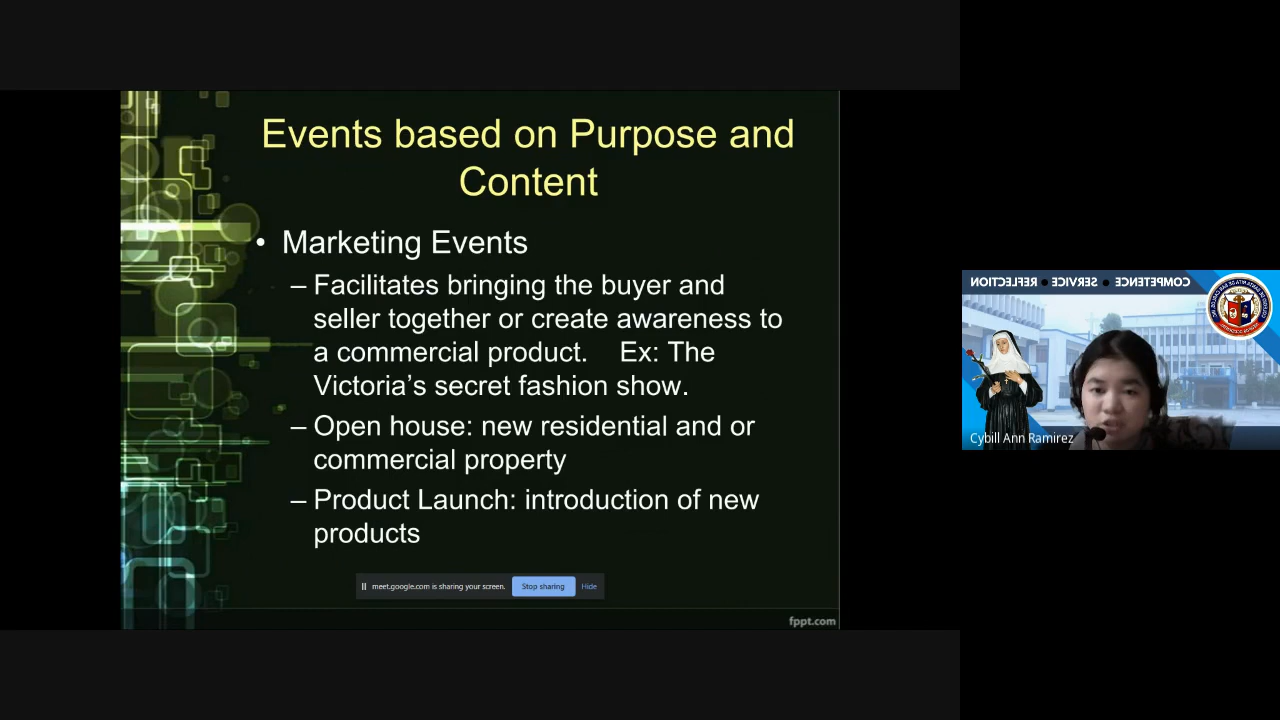 Events based on Purpose and
Content
• Marketing Events
– Facilitates bringing the buyer and
seller together or create awareness to
a commercial product. Ex: The
Victoria’s secret fashion show.
– Open house: new residential and or
commercial property
– Product Launch: introduction of new
products
meet.google.com is sharing your screen. Stop sharing Hide
fppt.com
COMPETENCE ● SERVICE ● REFLECTION
Cybill Ann Ramirez